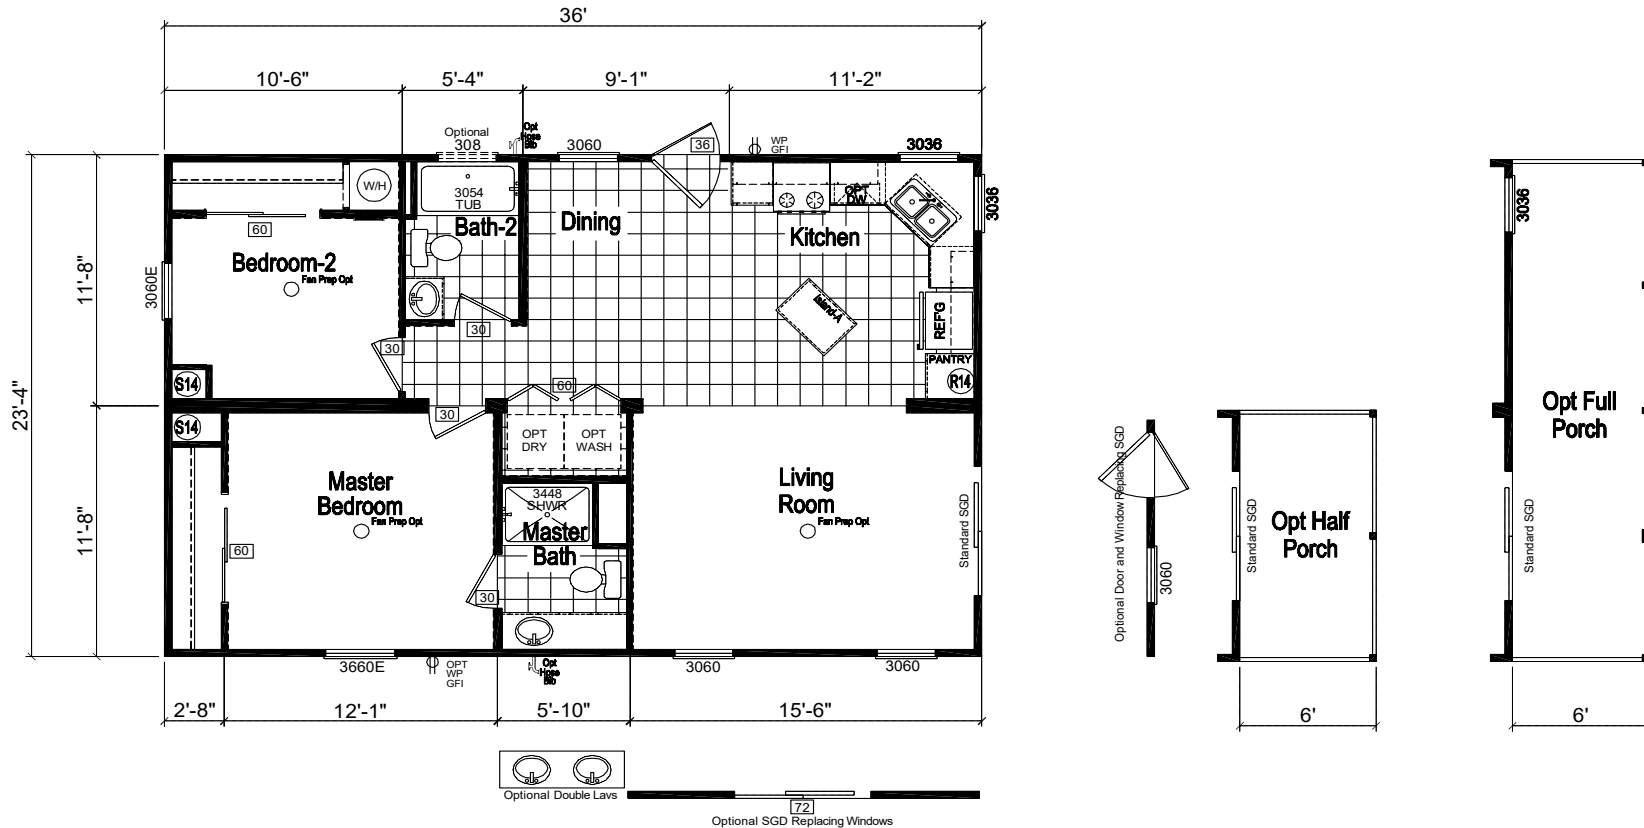 36'
10'-6"
5'-4"
9'-1"
11'-2"
Optional
308
Opt
Hose
Bib
3060
36
WP
GFI
3036
3036
W/H
3054
TUB
OPT
DW
60
Bath-2
Dining
Kitchen
Bedroom-2
Fan Prep Opt
3060E
11'-8"
Island-A
REF'G
30
30
PANTRY
R14
S14
60
23'-4"
S14
30
OPT
DRY
OPT
WASH
Master
Bedroom
Fan Prep Opt
3448
SHWR
Master
Bath
Living
Room
Fan Prep Opt
Standard SGD
11'-8"
60
30
3660E
OPT
WP
GFI
Opt
Hose
Bib
3060
3060
2'-8"
12'-1"
5'-10"
15'-6"
Optional Double Lavs
72
Optional SGD Replacing Windows
Optional Door and Window Replacing SGD
3060
Standard SGD
Opt Half
Porch
6'
3036
Opt Full
Porch
Standard SGD
6'